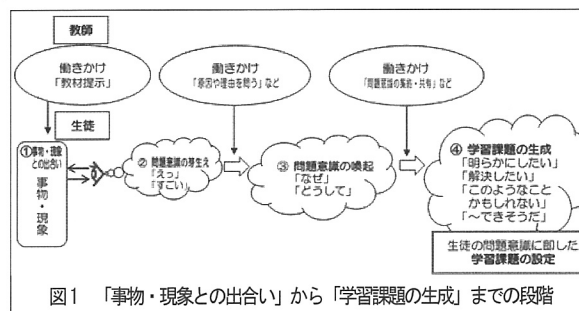 教師
働きかけ
「教材提示」
働きかけ
「原因や理由を問う」など
働きかけ
「問題意識の集約・共有」など
生徒
①事物・現象
との出合い
事物・現象
② 問題意識の芽生え
「えっ」
「すごい」
③ 問題意識の喚起
「なぜ」
「どうして」
④ 学習課題の生成
「明らかにしたい」
「解決したい」
「このようなこと
かもしれない」
「~できそうだ」
生徒の問題意識に即した
学習課題の設定
図1 「事物・現象との出合い」から「学習課題の生成」までの段階